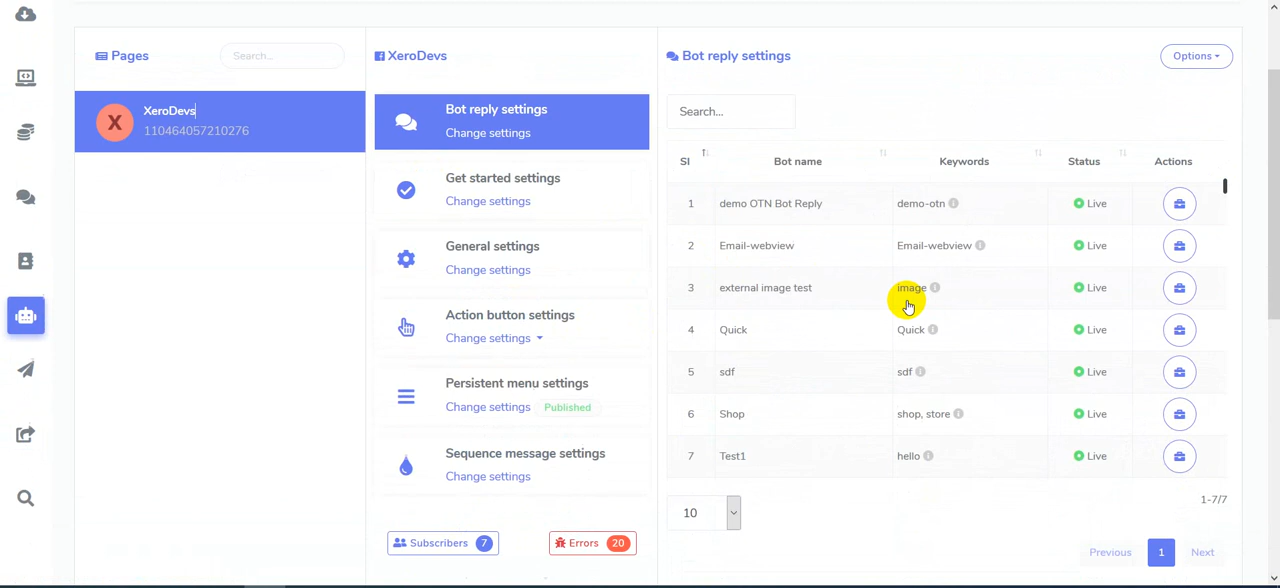 Pages
Search...
X
XeroDevs
110464057210276
XeroDevs
Bot reply settings
Change settings
Get started settings
Change settings
General settings
Change settings
Action button settings
Change settings
Persistent menu settings
Change settings Published
Sequence message settings
Change settings
Subscribers 7
Errors 20
Bot reply settings
Options
Search...
Sl Bot name Keywords Status Actions
1 demo OTN Bot Reply demo-otn Live
2 Email-webview Email-webview Live
3 external image test image Live
4 Quick Quick Live
5 sdf sdf Live
6 Shop shop, store Live
7 Test1 hello Live
10
1-7/7
Previous 1 Next